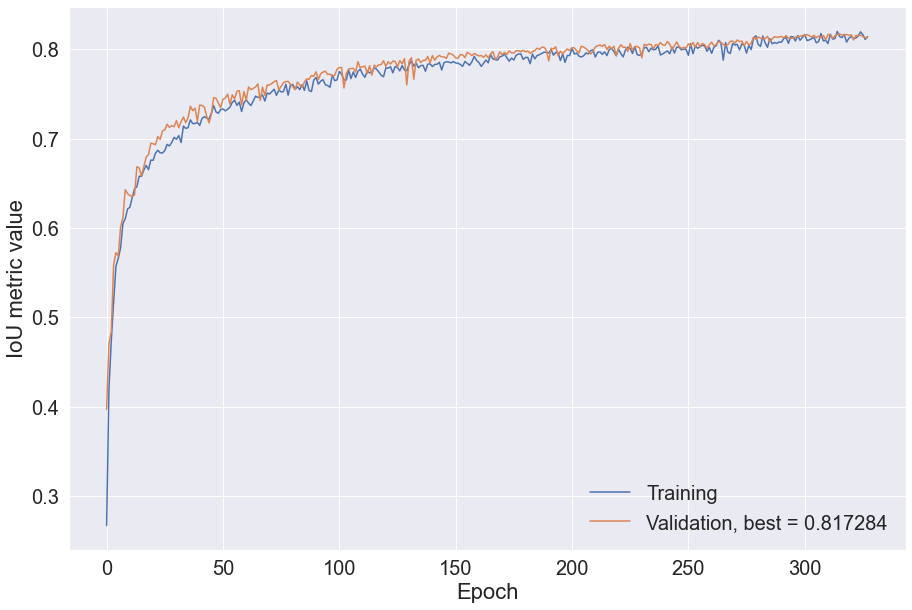 0.8
0.7
0.6
0.5
0.4
0.3
IoU metric value
Training
Validation, best = 0.817284
0 50 100 150 200 250 300
Epoch